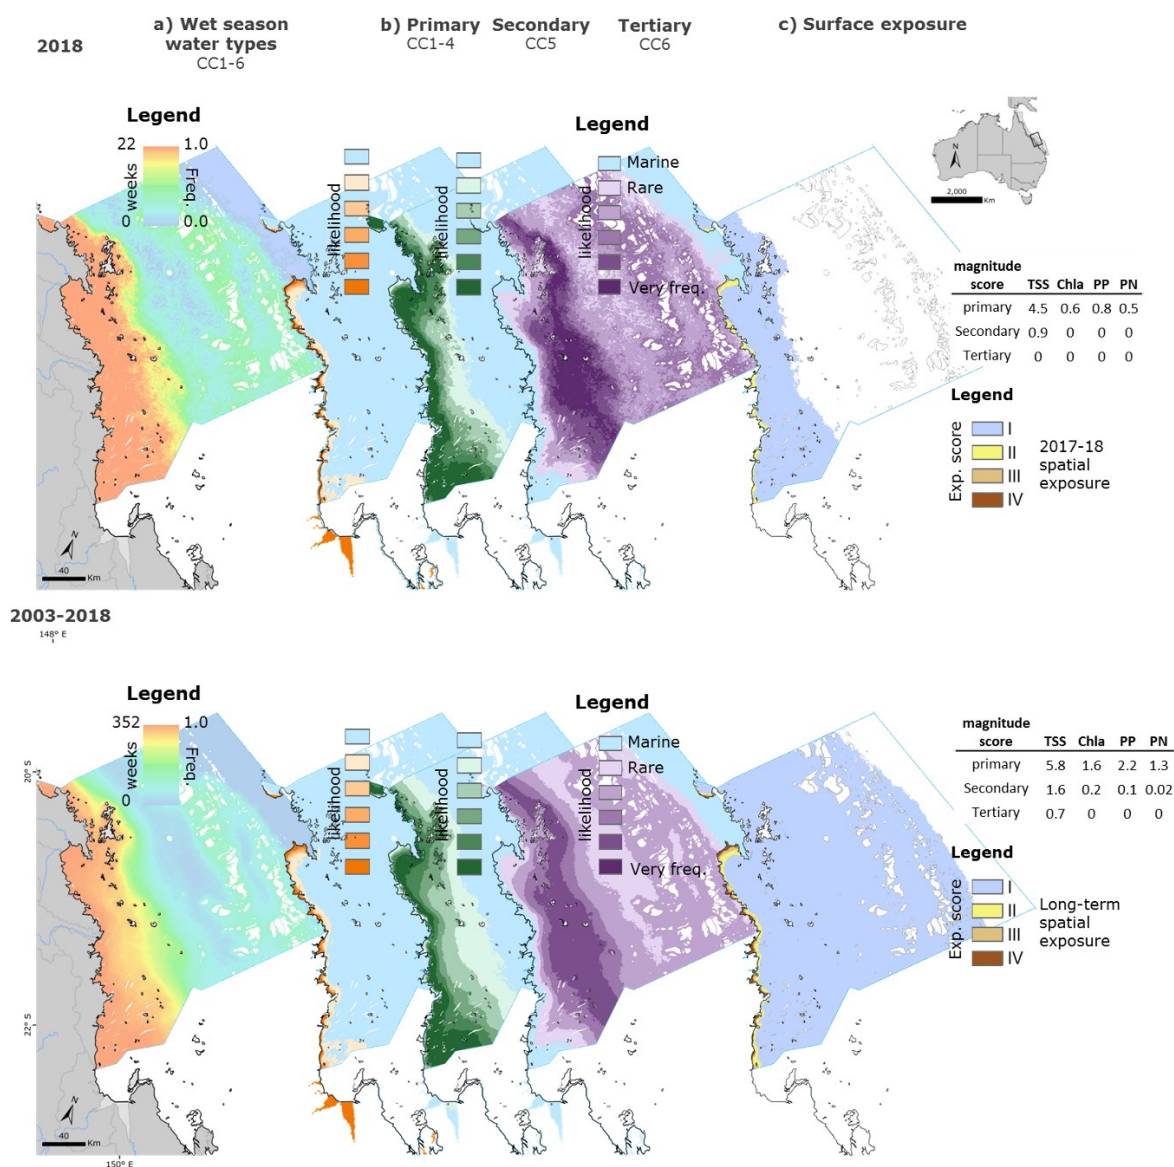 a) Wet season
water types
CC1-6
b) Primary
CC1-4
Secondary
CC5
Tertiary
CC6
c) Surface exposure
2018
Legend
22
1.0
weeks
Freq.
0
0.0
likelihood
likelihood
Legend
likelihood
Marine
Rare
Very freq.
N
2,000
Km
magnitude
score TSS Chla PP PN
primary 4.5 0.6 0.8 0.5
Secondary 0.9 0 0 0
Tertiary 0 0 0 0
Legend
Exp. score
I
II
III
IV
2017-18
spatial
exposure
N
40
Km
2003-2018
148° E
20° S
22° S
150° E
Legend
352
1.0
weeks
Freq.
0
0.0
likelihood
likelihood
Legend
likelihood
Marine
Rare
Very freq.
magnitude
score TSS Chla PP PN
primary 5.8 1.6 2.2 1.3
Secondary 1.6 0.2 0.1 0.02
Tertiary 0.7 0 0 0
Legend
Exp. score
I
II
III
IV
Long-term
spatial
exposure
N
40
Km